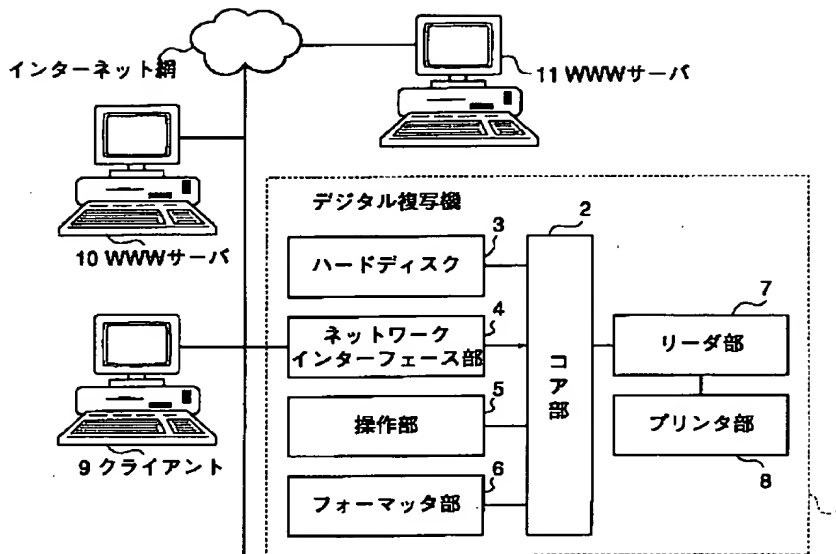 インターネット網
11 WWWサーバ
10 WWWサーバ
デジタル複写機
2
3
ハードディスク
4
ネットワーク
インターフェース部
5
操作部
6
フォーマッタ部
コア部
7
リーダ部
プリンタ部
8
9 クライアント